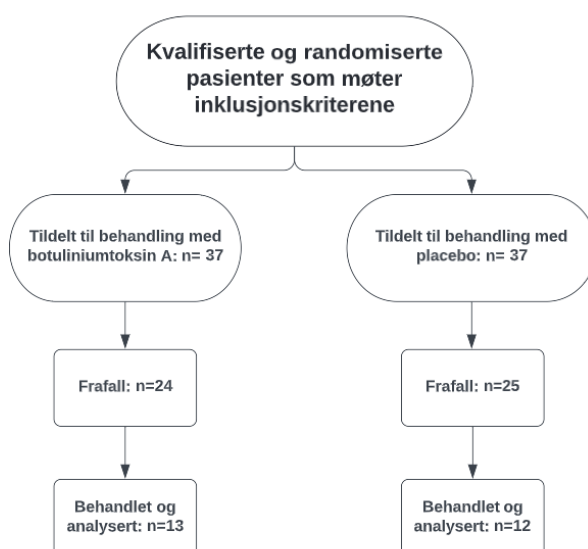 Kvalifiserte og randomiserte
pasienter som møter
inklusjonskriterene
Tildelt til behandling med
botuliniumtoksin A: n= 37
Tildelt til behandling med
placebo: n= 37
Frafall: n=24
Frafall: n=25
Behandlet og
analysert: n=13
Behandlet og
analysert: n=12